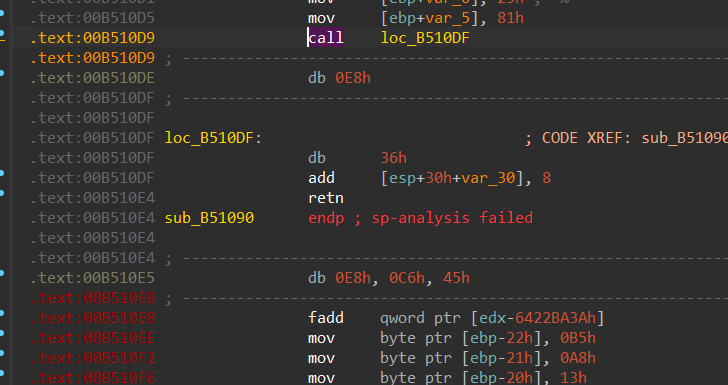 .text:00B510D1 mov [ebp+var_6], 29h ; '%'
.text:00B510D5 mov [ebp+var_5], 81h
.text:00B510D9 call loc_B510DF
.text:00B510D9 ; ---------------------------------------------------------------
.text:00B510DE db 0E8h
.text:00B510DF ; ---------------------------------------------------------------
.text:00B510DF
.text:00B510DF loc_B510DF: ; CODE XREF: sub_B51090
.text:00B510DF db 36h
.text:00B510DF add [esp+30h+var_30], 8
.text:00B510E4 retn
.text:00B510E4 sub_B51090 endp ; sp-analysis failed
.text:00B510E4
.text:00B510E4 ; ---------------------------------------------------------------
.text:00B510E5 db 0E8h, 0C6h, 45h
.text:00B510E8 ; ---------------------------------------------------------------
.text:00B510E8 fadd qword ptr [edx-6422BA3Ah]
.text:00B510EE mov byte ptr [ebp-22h], 0B5h
.text:00B510F2 mov byte ptr [ebp-21h], 0A8h
.text:00B510F6 mov byte ptr [ebp-20h], 13h